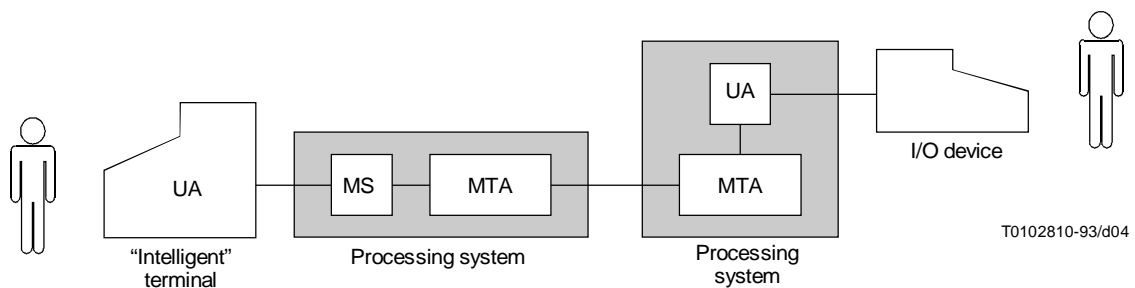 UA
I/O device
UA
MS
MTA
MTA
T0102810-93/d04
“Intelligent”
terminal
Processing system
Processing
system